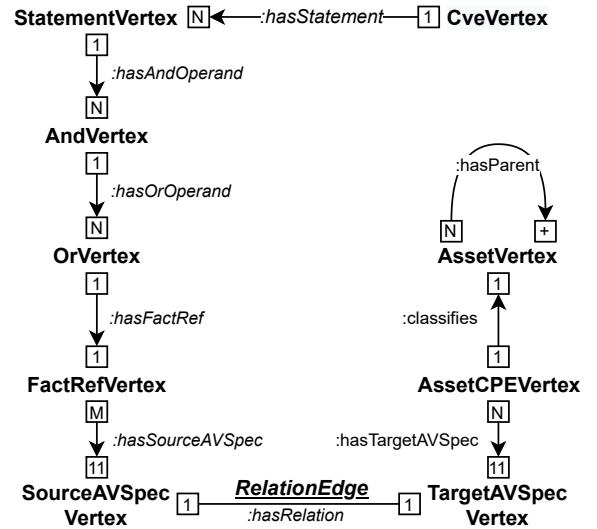 StatementVertex N :hasStatement 1 CveVertex
1
:hasAndOperand
N
AndVertex
1
:hasParent
:hasOrOperand
N N +
OrVertex AssetVertex
1 1
:hasFactRef :classifies
1 1
FactRefVertex AssetCPEVertex
M N
:hasSourceAVSpec :hasTargetAVSpec
11 11
SourceAVSpec RelationEdge TargetAVSpec
1 1
Vertex :hasRelation Vertex